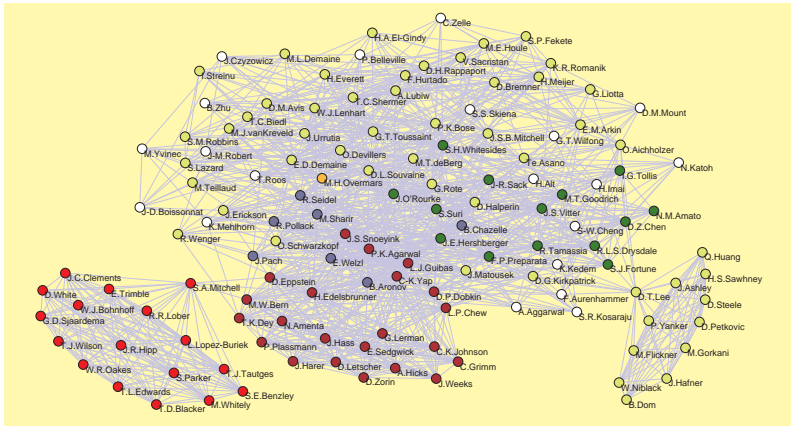 C.Zelle
H.A.El-Gindy
S.P.Fekete
M.E.Houle
J.Czyzowicz
M.L.Demaine
P.Belleville
V.Sacristan
K.R.Romanik
I.Streinu
H.Everett
F.Hurtado
D.H.Rappaport
D.Bremner
H.Meijer
G.Liotta
B.Zhu
D.M.Avis
W.J.Lenhart
T.C.Shermer
A.Lubiw
S.S.Skiena
D.M.Mount
T.C.Biedl
M.J.vanKreveld
J.Urrutia
G.T.Toussaint
P.K.Bose
J.S.B.Mitchell
E.M.Arkin
G.T.Wilfong
S.M.Robbins
S.H.Whitesides
O.Aichholzer
M.Yvinec
J-M.Robert
E.D.Demaine
O.Devillers
M.T.deBerg
Te.Asano
N.Katoh
S.Lazard
T.Roos
D.L.Souvaine
J-R.Sack
H.Alt
H.Imai
I.G.Tollis
M.Teillaud
M.H.Overmars
G.Rote
M.T.Goodrich
R.Seidel
J.O'Rourke
D.Halperin
J.S.Vitter
J-D.Boissonnat
J.Erickson
K.Mehlhorn
R.Pollack
M.Sharir
S.Suri
B.Chazelle
S-W.Cheng
D.Z.Chen
N.M.Amato
R.Wenger
O.Schwarzkopf
J.S.Snoeyink
J.E.Hershberger
R.Tamassia
R.L.S.Drysdale
J.Pach
E.Welzl
P.K.Agarwal
F.P.Preparata
K.Kedem
S.J.Fortune
Q.Huang
J.C.Clements
S.A.Mitchell
D.Eppstein
L.J.Guibas
C-K.Yap
J.Matousek
D.G.Kirkpatrick
H.S.Sawhney
D.White
E.Trimble
H.Edelsbrunner
B.Aronov
D.P.Dobkin
F.Aurenhammer
D.T.Lee
J.Ashley
W.J.Bohnhoff
R.R.Lober
M.W.Bern
L.P.Chew
A.Aggarwal
S.R.Kosaraju
D.Steele
G.D.Sjaardema
T.K.Dey
N.Amenta
G.Lerman
P.Yanker
D.Petkovic
T.J.Wilson
J.R.Hipp
L.Lopez-Buriek
P.Plassmann
J.Hass
E.Sedgwick
C.K.Johnson
M.Flickner
M.Gorkani
W.R.Oakes
S.Parker
T.J.Tautges
J.Harer
D.Letscher
A.Hicks
C.Grimm
D.Zorin
J.Weeks
W.Niblack
J.Hafner
T.L.Edwards
S.E.Benzley
T.D.Blacker
M.Whitely
B.Dom